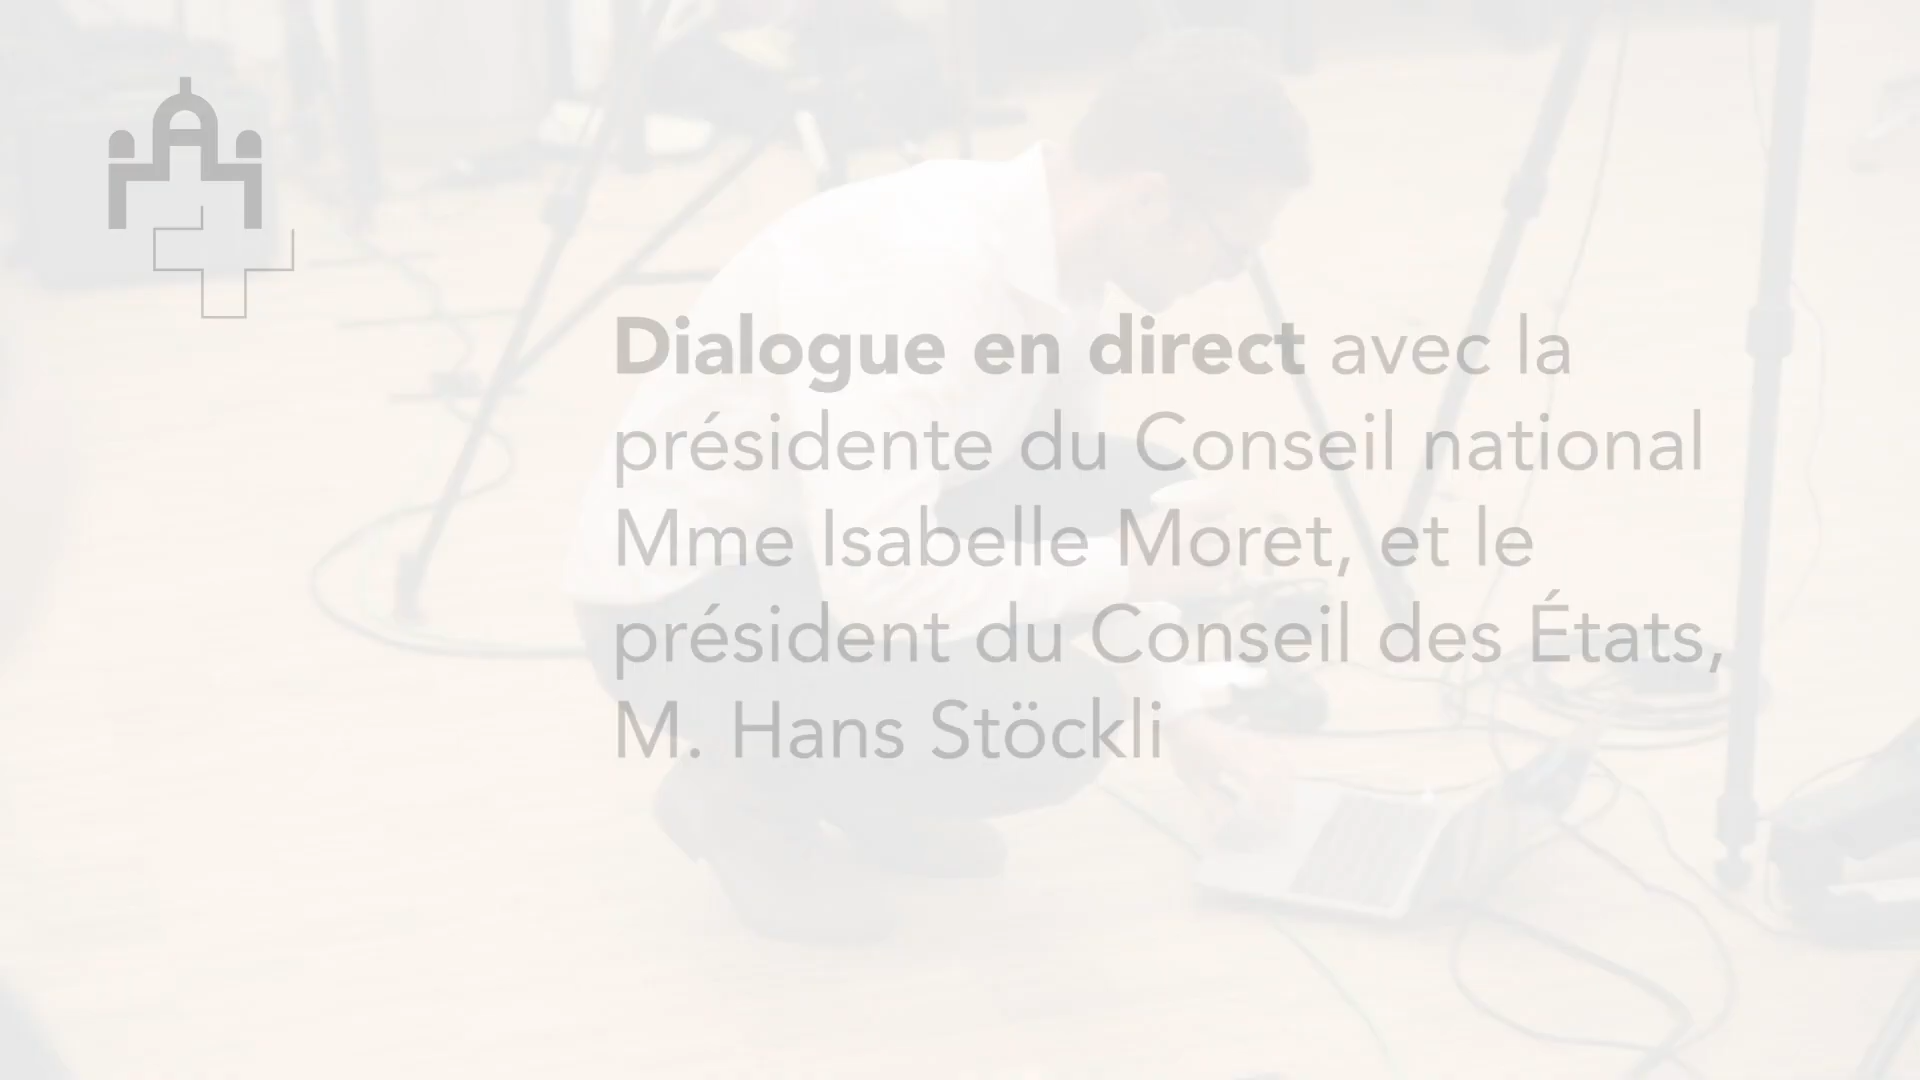 Dialogue en direct avec la
présidente du Conseil national
Mme Isabelle Moret, et le
président du Conseil des États,
M. Hans Stöckli